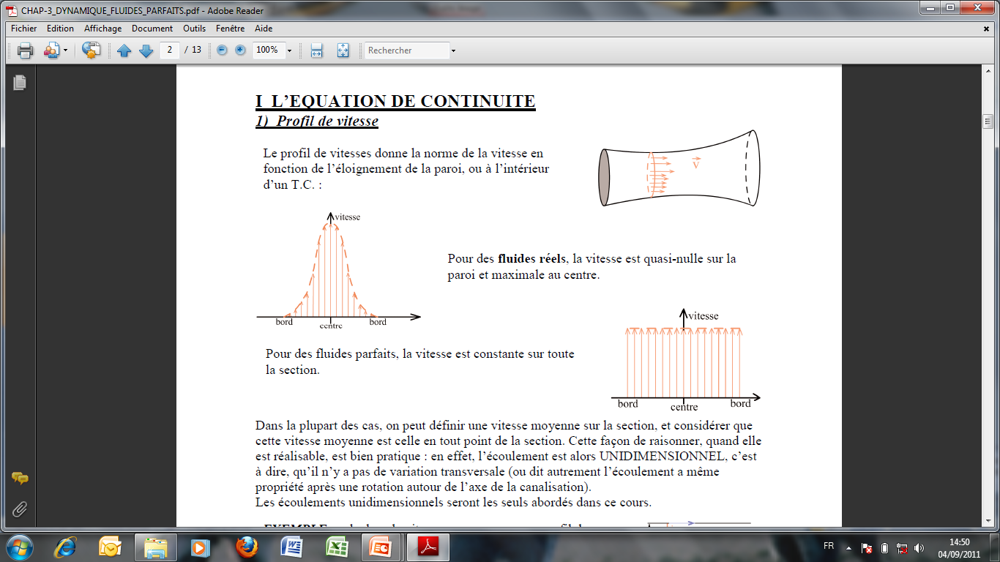 CHAP-3_DYNAMIQUE_FLUIDES_PARFAITS.pdf - Adobe Reader
Fichier Edition Affichage Document Outils Fenêtre Aide
2 / 13 100% Rechercher
I L'EQUATION DE CONTINUITE
1) Profil de vitesse
Le profil de vitesses donne la norme de la vitesse en
fonction de l'éloignement de la paroi, ou à l'intérieur
d'un T.C. :
v
vitesse
bord centre bord
Pour des fluides réels, la vitesse est quasi-nulle sur la
paroi et maximale au centre.
Pour des fluides parfaits, la vitesse est constante sur toute
la section.
vitesse
bord centre bord
Dans la plupart des cas, on peut définir une vitesse moyenne sur la section, et considérer que
cette vitesse moyenne est celle en tout point de la section. Cette façon de raisonner, quand elle
est réalisable, est bien pratique : en effet, l'écoulement est alors UNIDIMENSIONNEL, c'est
à dire, qu'il n'y a pas de variation transversale (ou dit autrement l'écoulement a même
propriété après une rotation autour de l'axe de la canalisation).
Les écoulements unidimensionnels seront les seuls abordés dans ce cours.
FR
14:50
04/09/2011